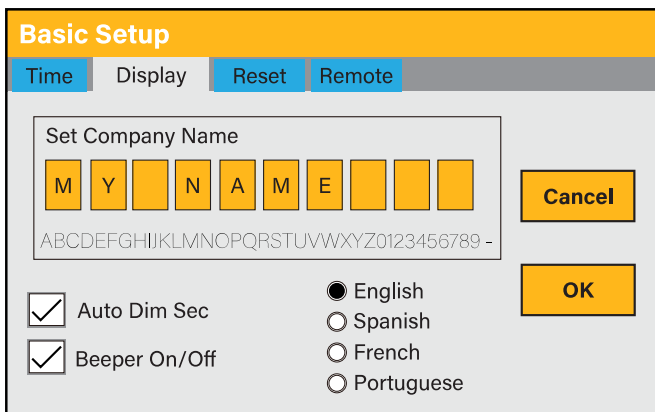 Basic Setup
Time Display Reset Remote
Set Company Name
M Y N A M E
ABCDEFGHIJKLMNOPQRSTUVWXYZ0123456789 -
Cancel
OK
Auto Dim Sec
Beeper On/Off
English
Spanish
French
Portuguese